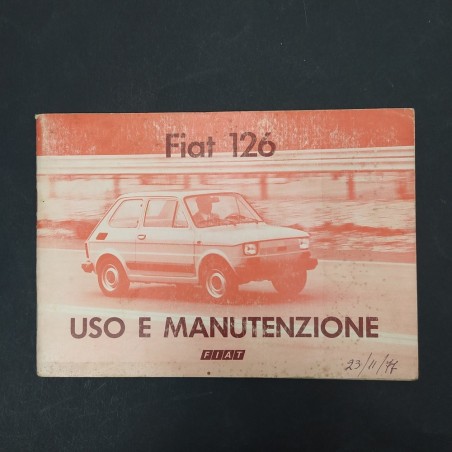 Fiat 126
USO E MANUTENZIONE
FIAT
23/11/77